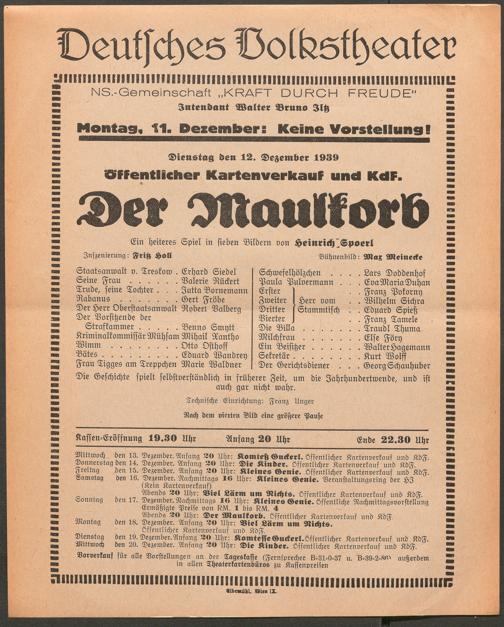 Deutsches Volkstheater
NS.-Gemeinschaft „KRAFT DURCH FREUDE“
Intendant Walter Bruno Iltz
Montag, 11. Dezember: Keine Vorstellung!
Dienstag den 12. Dezember 1939
Öffentlicher Kartenverkauf und KdF.
Der Maulkorb
Ein heiteres Spiel in sieben Bildern von Heinrich Spoerl
Inszenierung: Fritz Holl Bühnenbild: Max Meinecke
Staatsanwalt v. Treskow . Erhard Siedel
Seine Frau . . . . . . . Valerie Rückert
Trude, seine Tochter . . . Jutta Bornemann
Rabanus . . . . . . . Gert Fröbe
Der Herr Oberstaatsanwalt Robert Valberg
Der Vorsitzende der
Strafkammer . . . . . Benno Smytt
Kriminalkommissär Mühsam Mihail Xantho
Wimm . . . . . . . Otto Osthoff
Bätes . . . . . . . Eduard Wandrey
Frau Tigges am Treppchen Marie Waldner
Schwefelhölzchen . . . . Lars Doddenhof
Paula Pulvermann . . . . Eva Maria Duhan
Erster Franz Pokorny
Zweiter Herr vom . . Wilhelm Sichra
Dritter Stammtisch . . Eduard Spieß
Vierter Franz Tamele
Die Billa . . . . . . . Traudl Thuma
Milchfrau . . . . . . . Else Föry
Ein Beisitzer . . . . . Walter Hagemann
Sekretär . . . . . . . Kurt Wolff
Der Gerichtsdiener . . . Georg Schauhuber
Die Geschichte spielt selbstverständlich in früherer Zeit, um die Jahrhundertwende, und ist
auch gar nicht wahr.
Technische Einrichtung: Franz Unger
Nach dem vierten Bild eine größere Pause
Kassen-Eröffnung 19.30 Uhr Anfang 20 Uhr Ende 22.30 Uhr
Mittwoch den 13. Dezember. Anfang 20 Uhr: Komteß Guckerl. Öffentlicher Kartenverkauf und KdF.
Donnerstag den 14. Dezember. Anfang 20 Uhr: Die Kinder. Öffentlicher Kartenverkauf und KdF.
Freitag den 15. Dezember. Anfang 20 Uhr: Kleines Genie. Öffentlicher Kartenverkauf und KdF.
Samstag den 16. Dezember. Nachmittags 16 Uhr: Kleines Genie. Veranstaltungsring der HJ
(Kein Kartenverkauf)
Abends 20 Uhr: Viel Lärm um Nichts. Öffentlicher Kartenverkauf und KdF.
Sonntag den 17. Dezember. Nachmittags 16 Uhr: Kleines Genie. Öffentliche Nachmittagsvorstellung
Ermäßigte Preise von RM. 1 bis RM. 4
Abends 20 Uhr: Der Maulkorb. Öffentlicher Kartenverkauf und KdF
Montag den 18. Dezember. Anfang 20 Uhr: Viel Lärm um Nichts.
Öffentlicher Kartenverkauf und KdF.
Dienstag den 19. Dezember. Anfang 20 Uhr: Komtesse Guckerl. Öffentlicher Kartenverkauf und KdF.
Mittwoch den 20. Dezember. Anfang 20 Uhr: Die Kinder. Öffentlicher Kartenverkauf und KdF.
Vorverkauf für alle Vorstellungen an der Tageskasse (Fernsprecher B-31-0-37 u. außerdem
in allen Theaterkartenbüros zu Kassenpreisen
Elbemühl, Wien IX.